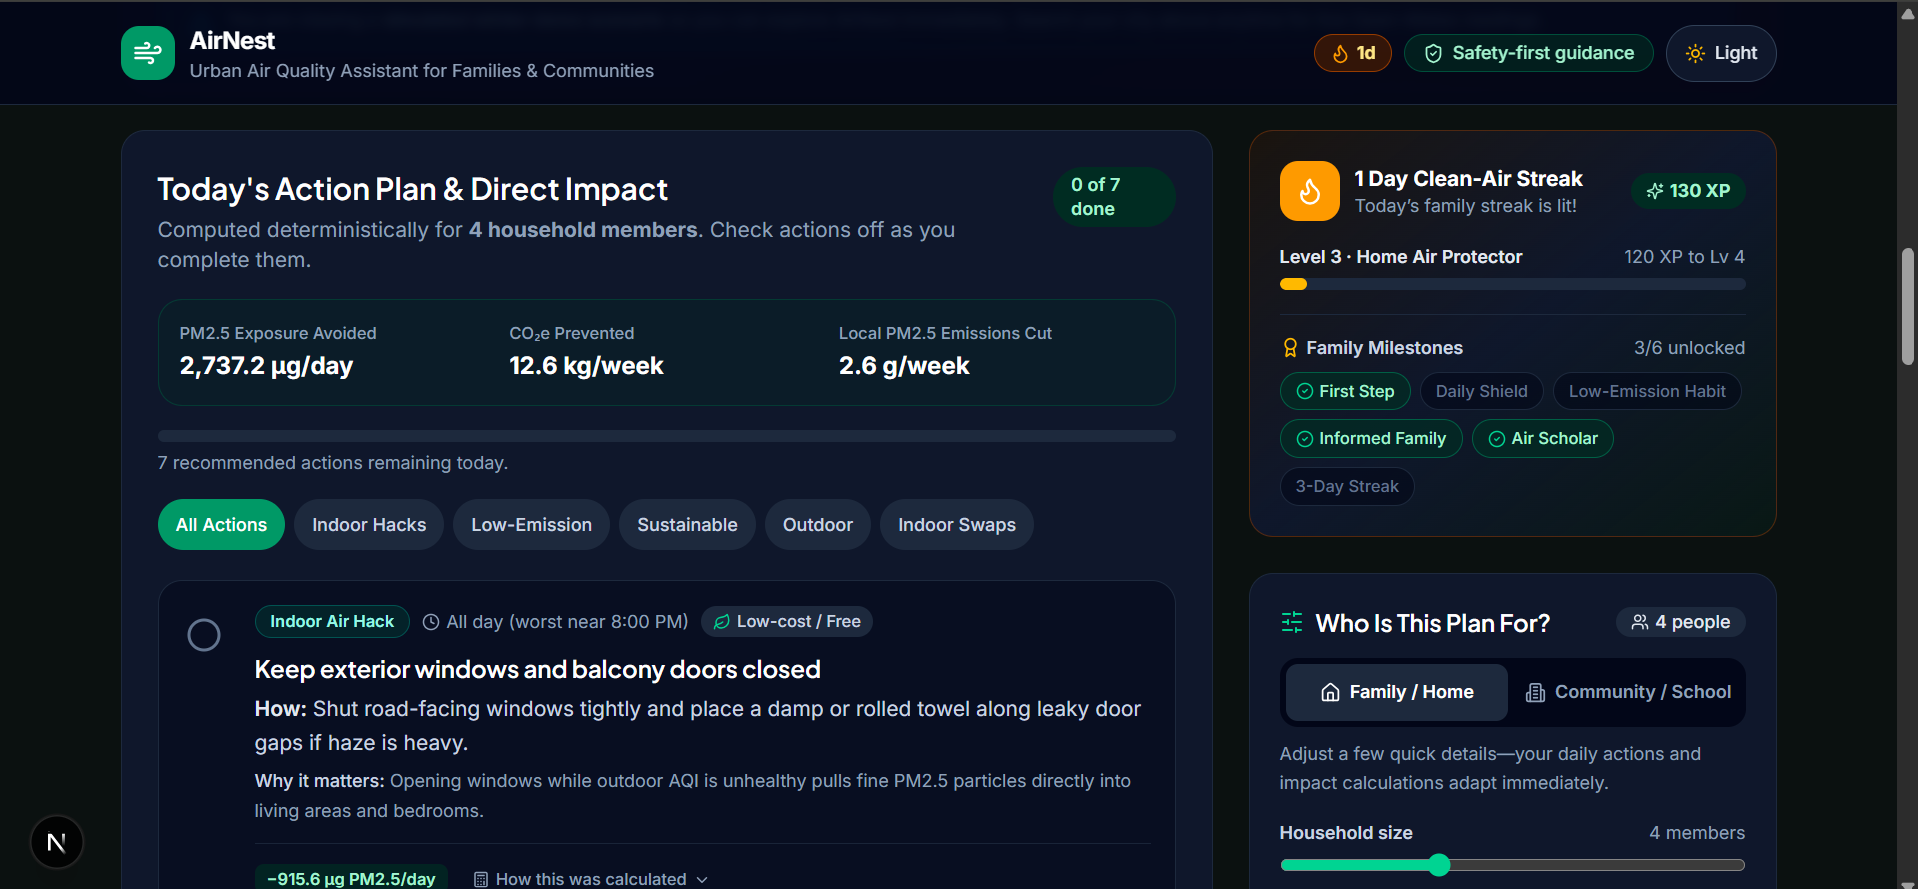 AirNest
Urban Air Quality Assistant for Families & Communities
1d
Safety-first guidance
Light
Today's Action Plan & Direct Impact
Computed deterministically for 4 household members. Check actions off as you
complete them.
0 of 7
done
PM2.5 Exposure Avoided
2,737.2 µg/day
CO₂e Prevented
12.6 kg/week
Local PM2.5 Emissions Cut
2.6 g/week
7 recommended actions remaining today.
All Actions
Indoor Hacks
Low-Emission
Sustainable
Outdoor
Indoor Swaps
Indoor Air Hack
All day (worst near 8:00 PM)
Low-cost / Free
Keep exterior windows and balcony doors closed
How: Shut road-facing windows tightly and place a damp or rolled towel along leaky door
gaps if haze is heavy.
Why it matters: Opening windows while outdoor AQI is unhealthy pulls fine PM2.5 particles directly into
living areas and bedrooms.
−915.6 µg PM2.5/day
How this was calculated
1 Day Clean-Air Streak
Today’s family streak is lit!
130 XP
Level 3 · Home Air Protector
120 XP to Lv 4
Family Milestones
3/6 unlocked
First Step
Daily Shield
Low-Emission Habit
Informed Family
Air Scholar
3-Day Streak
Who Is This Plan For?
4 people
Family / Home
Community / School
Adjust a few quick details—your daily actions and
impact calculations adapt immediately.
Household size
4 members
N